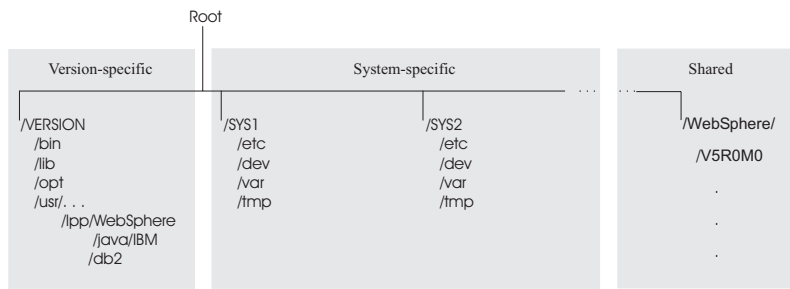 Root
Version-specific
System-specific
Shared
/VERSION
/bin
/lib
/opt
/usr/. . .
/lpp/WebSphere
/java/IBM
/db2
/SYS1
/etc
/dev
/var
/tmp
/SYS2
/etc
/dev
/var
/tmp
. . . . . .
/WebSphere/
/V5R0M0
.
.
.